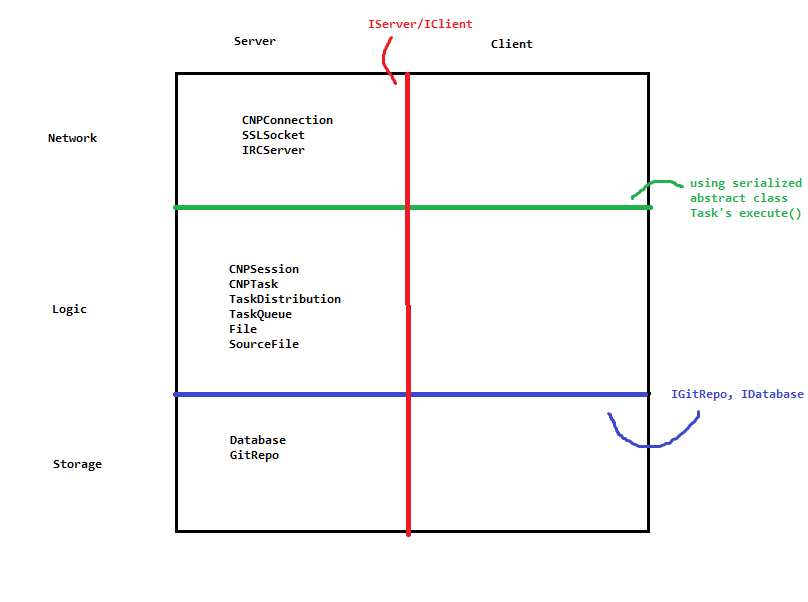 IServer/IClient
Server
Client
CNPConnection
SSLSocket
IRCServer
Network
using serialized
abstract class
Task's execute()
CNPSession
CNPTask
TaskDistribution
TaskQueue
File
SourceFile
Logic
IGitRepo, IDatabase
Database
GitRepo
Storage